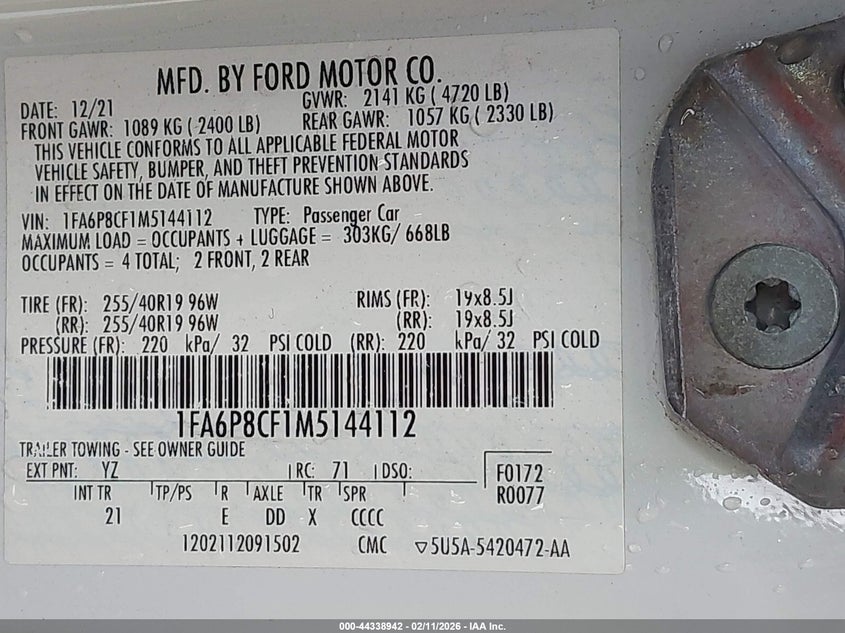 MFD. BY FORD MOTOR CO.
DATE: 12/21 GVWR: 2141 KG ( 4720 LB)
FRONT GAWR: 1089 KG ( 2400 LB) REAR GAWR: 1057 KG ( 2330 LB)
THIS VEHICLE CONFORMS TO ALL APPLICABLE FEDERAL MOTOR
VEHICLE SAFETY, BUMPER, AND THEFT PREVENTION STANDARDS
IN EFFECT ON THE DATE OF MANUFACTURE SHOWN ABOVE.
VIN: 1FA6P8CF1M5144112 TYPE: Passenger Car
MAXIMUM LOAD = OCCUPANTS + LUGGAGE = 303KG/ 668LB
OCCUPANTS = 4 TOTAL; 2 FRONT, 2 REAR
TIRE (FR): 255/40R19 96W RIMS (FR): 19x8.5J
(RR): 255/40R19 96W (RR): 19x8.5J
PRESSURE (FR): 220 kPa/ 32 PSI COLD (RR): 220 kPa/ 32 PSI COLD
1FA6P8CF1M5144112
TRAILER TOWING - SEE OWNER GUIDE
EXT PNT: YZ RC: 71 DSO: F0172
INT TR TP/PS R AXLE TR SPR R0077
21 E DD X CCCC
1202112091502 CMC ▽5U5A-5420472-AA
000-44338942 - 02/11/2026 - IAA Inc.